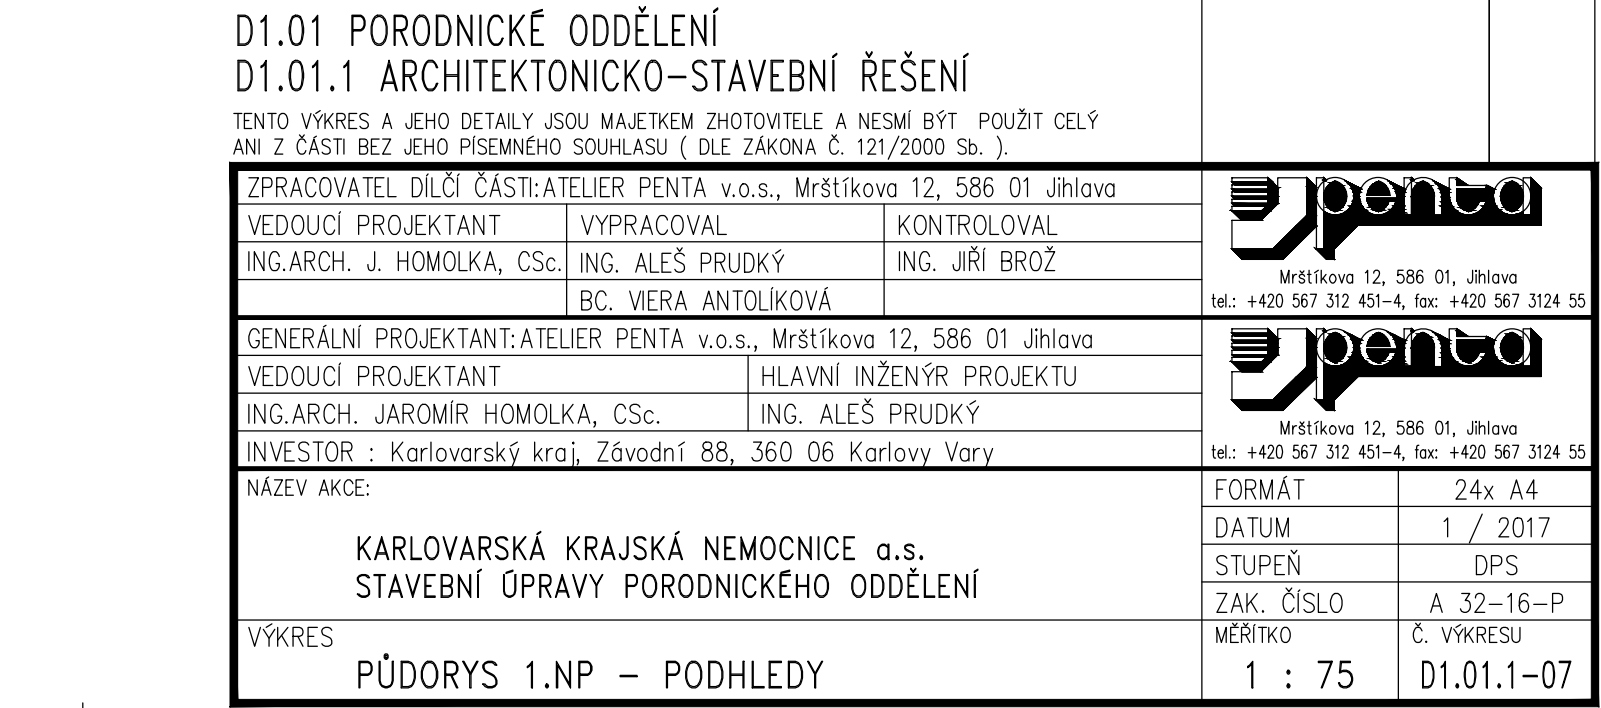 D1.01 PORODNICKÉ ODDĚLENÍ
D1.01.1 ARCHITEKTONICKO-STAVEBNÍ ŘEŠENÍ
TENTO VÝKRES A JEHO DETAILY JSOU MAJETKEM ZHOTOVITELE A NESMÍ BÝT POUŽIT CELÝ
ANI Z ČÁSTI BEZ JEHO PÍSEMNÉHO SOUHLASU ( DLE ZÁKONA Č. 121/2000 Sb. ).
ZPRACOVATEL DÍLČÍ ČÁSTI:ATELIER PENTA v.o.s., Mrštíkova 12, 586 01 Jihlava
VEDOUCÍ PROJEKTANT VYPRACOVAL KONTROLOVAL
ING.ARCH. J. HOMOLKA, CSc. ING. ALEŠ PRUDKÝ ING. JIŘÍ BROŽ
BC. VIERA ANTOLÍKOVÁ
penta
Mrštíkova 12, 586 01, Jihlava
tel.: +420 567 312 451-4, fax: +420 567 3124 55
GENERÁLNÍ PROJEKTANT:ATELIER PENTA v.o.s., Mrštíkova 12, 586 01 Jihlava
VEDOUCÍ PROJEKTANT HLAVNÍ INŽENÝR PROJEKTU
ING.ARCH. JAROMÍR HOMOLKA, CSc. ING. ALEŠ PRUDKÝ
INVESTOR : Karlovarský kraj, Závodní 88, 360 06 Karlovy Vary
penta
Mrštíkova 12, 586 01, Jihlava
tel.: +420 567 312 451-4, fax: +420 567 3124 55
NÁZEV AKCE:
KARLOVARSKÁ KRAJSKÁ NEMOCNICE a.s.
STAVEBNÍ ÚPRAVY PORODNICKÉHO ODDĚLENÍ
FORMÁT 24x A4
DATUM 1 / 2017
STUPEŇ DPS
ZAK. ČÍSLO A 32-16-P
VÝKRES
PŮDORYS 1.NP - PODHLEDY
MĚŘÍTKO Č. VÝKRESU
1 : 75 D1.01.1-07